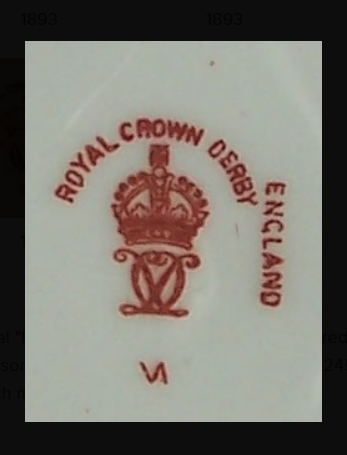 1893 1893
ROYAL CROWN DERBY
ENGLAND
VI